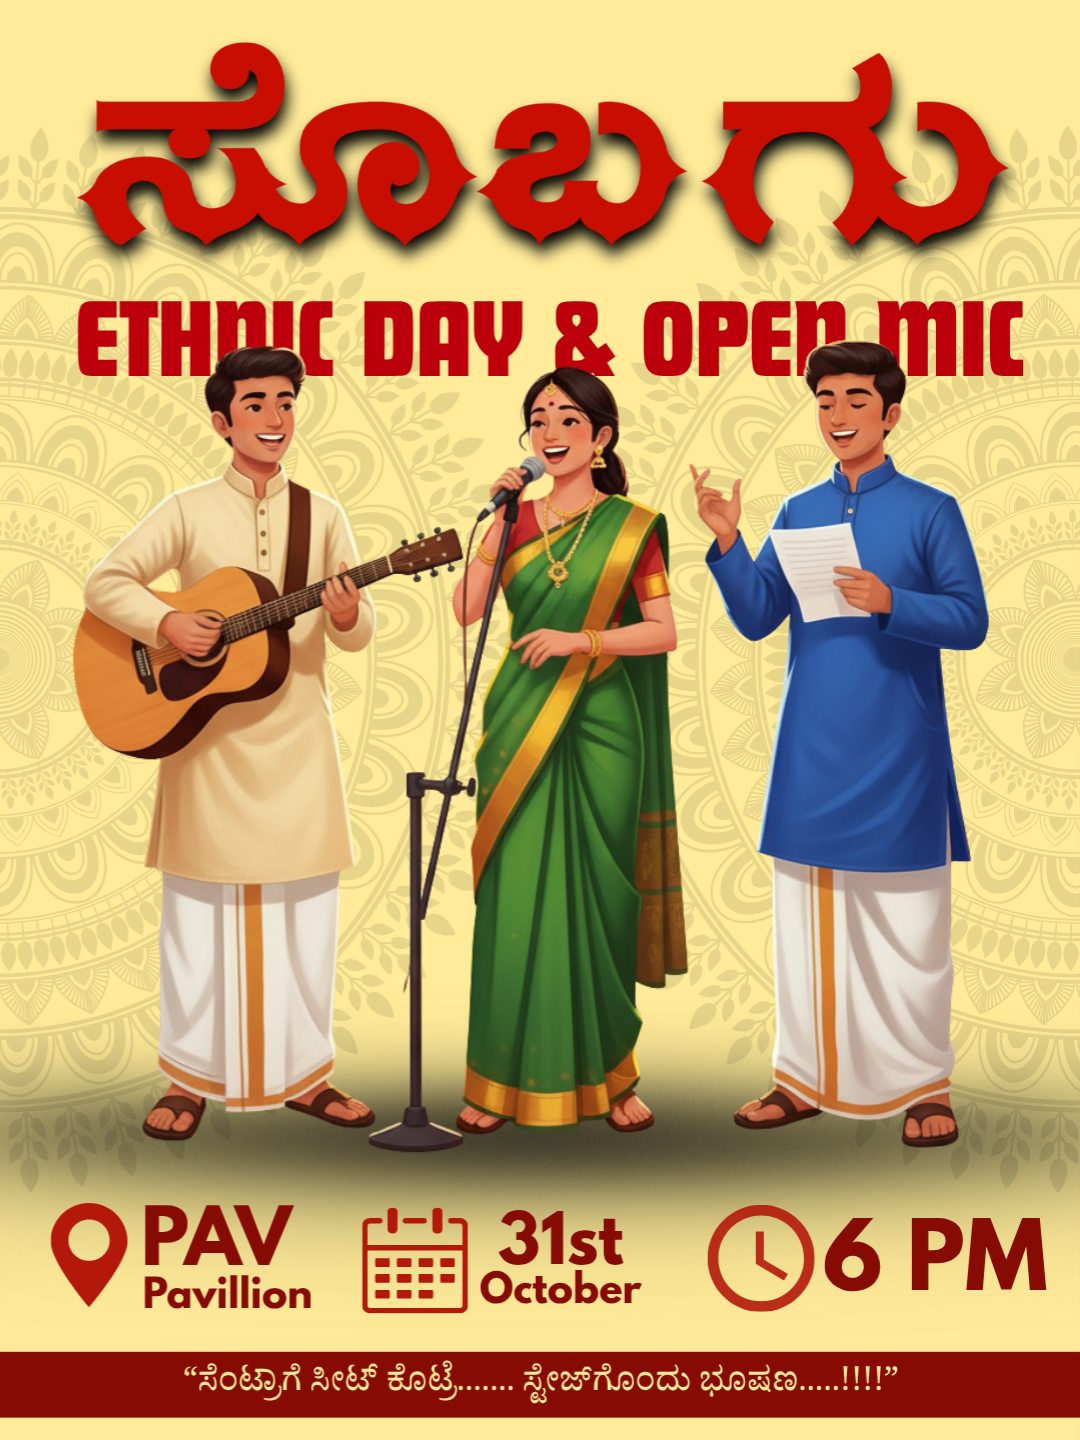 ಸೊಬಗು
ETHNIC DAY & OPEN MIC
PAV
Pavillion
31st
October
6 PM
“ಸೆಂಟ್ರಾಗೆ ಸೀಟ್ ಕೊಟ್ರೆ....... ಸ್ಟೇಜ್‌ಗೊಂದು ಭೂಷಣ.....!!!!”